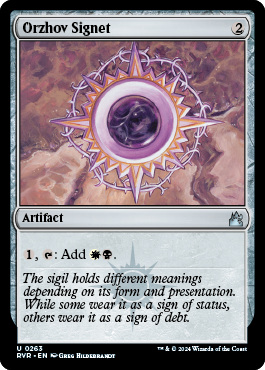 Orzhov Signet 2
Artifact
1, T: Add WB.
The sigil holds different meanings
depending on its form and presentation.
While some wear it as a sign of status,
others wear it as a sign of debt.
U 0263
RVR • EN Greg Hildebrandt
™ & © 2024 Wizards of the Coast